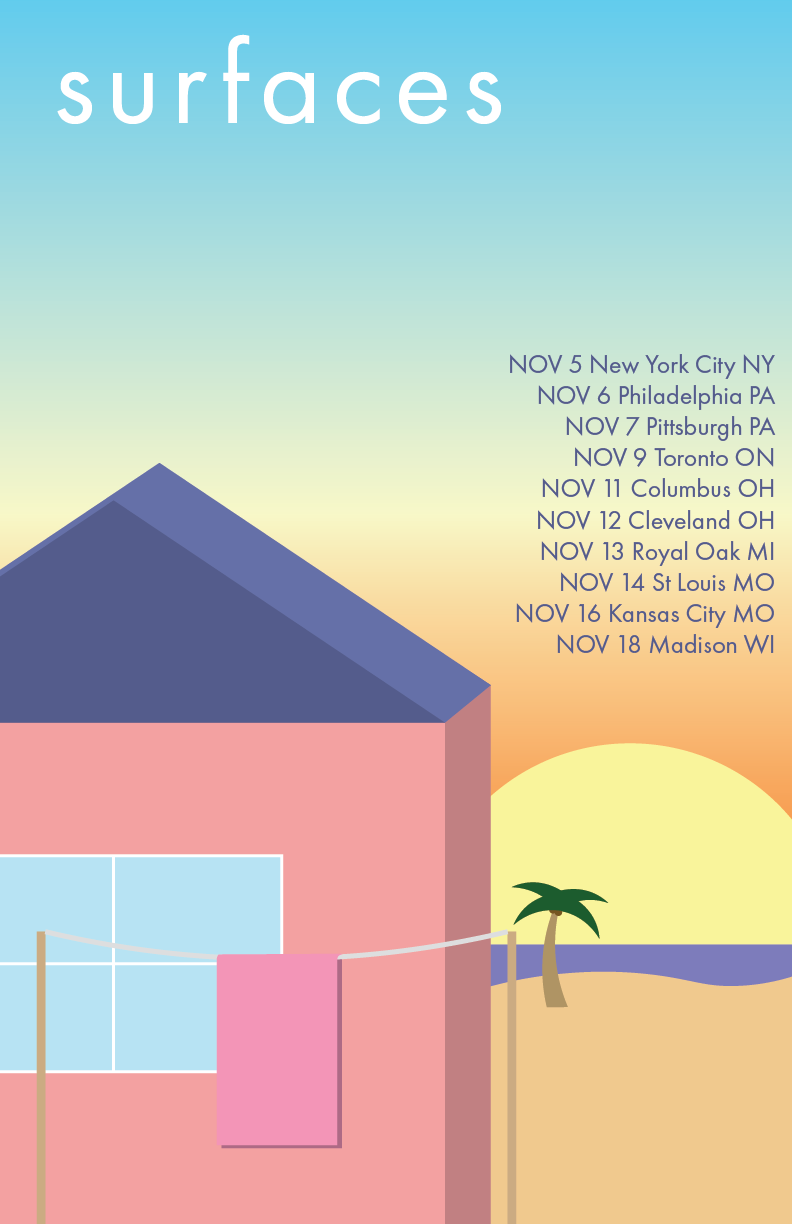 surfaces
NOV 5 New York City NY
NOV 6 Philadelphia PA
NOV 7 Pittsburgh PA
NOV 9 Toronto ON
NOV 11 Columbus OH
NOV 12 Cleveland OH
NOV 13 Royal Oak MI
NOV 14 St Louis MO
NOV 16 Kansas City MO
NOV 18 Madison WI